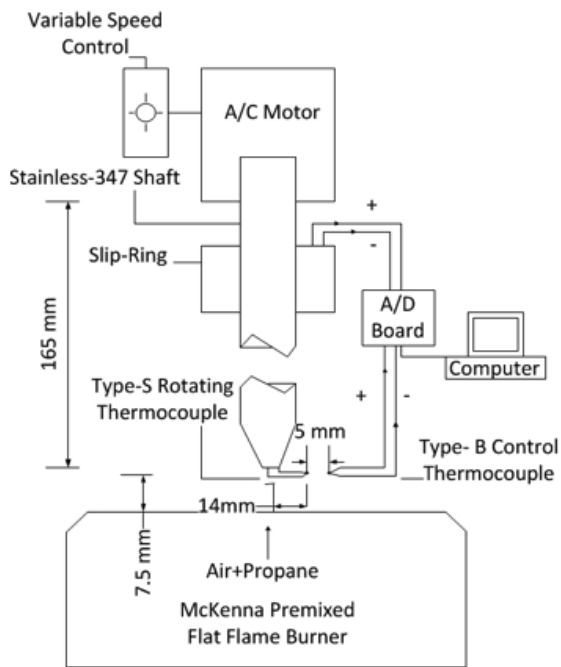 Variable Speed
Control
A/C Motor
Stainless-347 Shaft
+
-
Slip-Ring
A/D
Board
165 mm
Computer
Type-S Rotating
Thermocouple
+
-
5 mm
Type- B Control
Thermocouple
14mm
7.5 mm
Air+Propane
McKenna Premixed
Flat Flame Burner